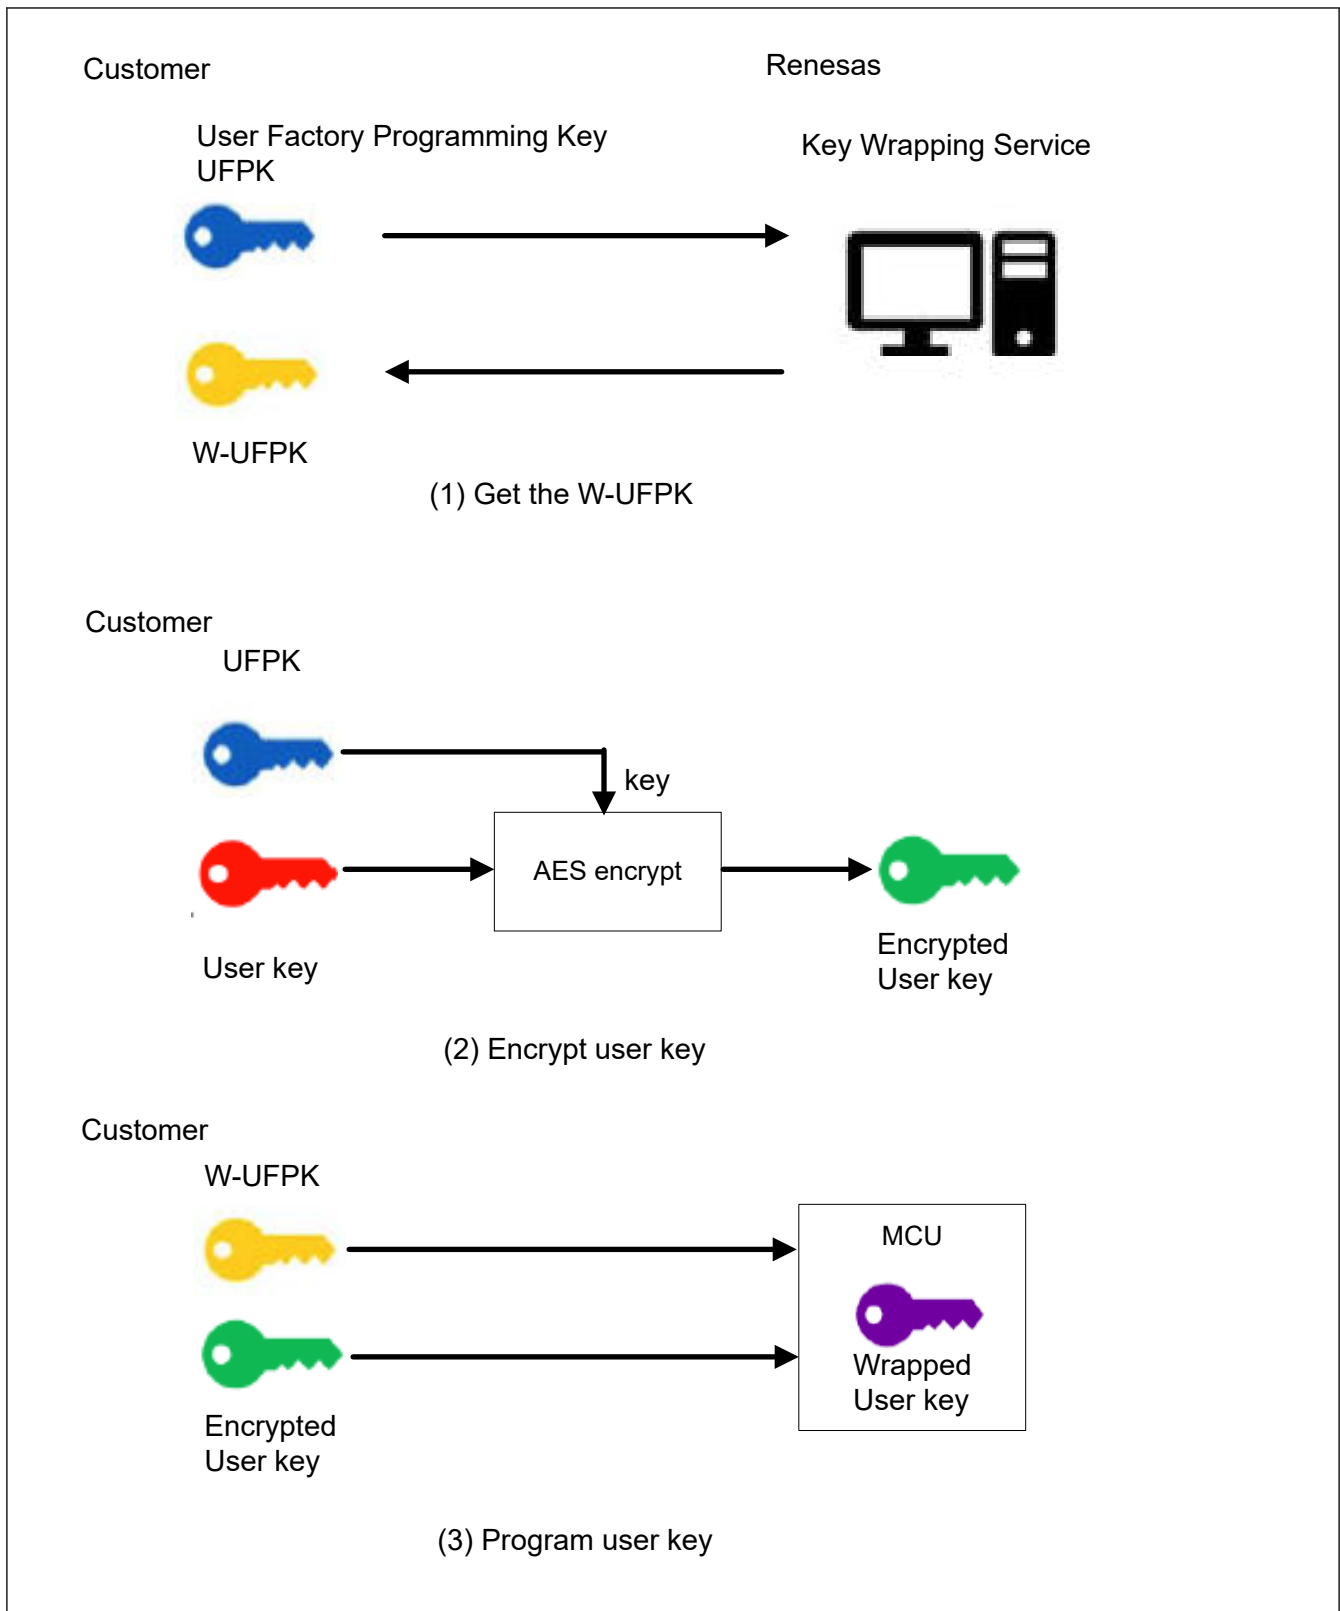 Customer
Renesas
User Factory Programming Key
UFPK
Key Wrapping Service
W-UFPK
(1) Get the W-UFPK
Customer
UFPK
key
AES encrypt
User key
Encrypted
User key
(2) Encrypt user key
Customer
W-UFPK
MCU
Wrapped
User key
Encrypted
User key
(3) Program user key